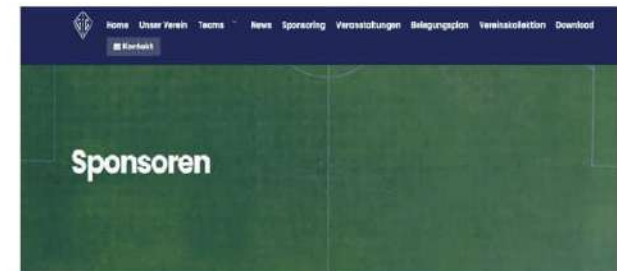 Home Unser Verein Teams News Sponsoring Veranstaltungen Belegungsplan Vereinskollektion Download
Kontakt
Sponsoren